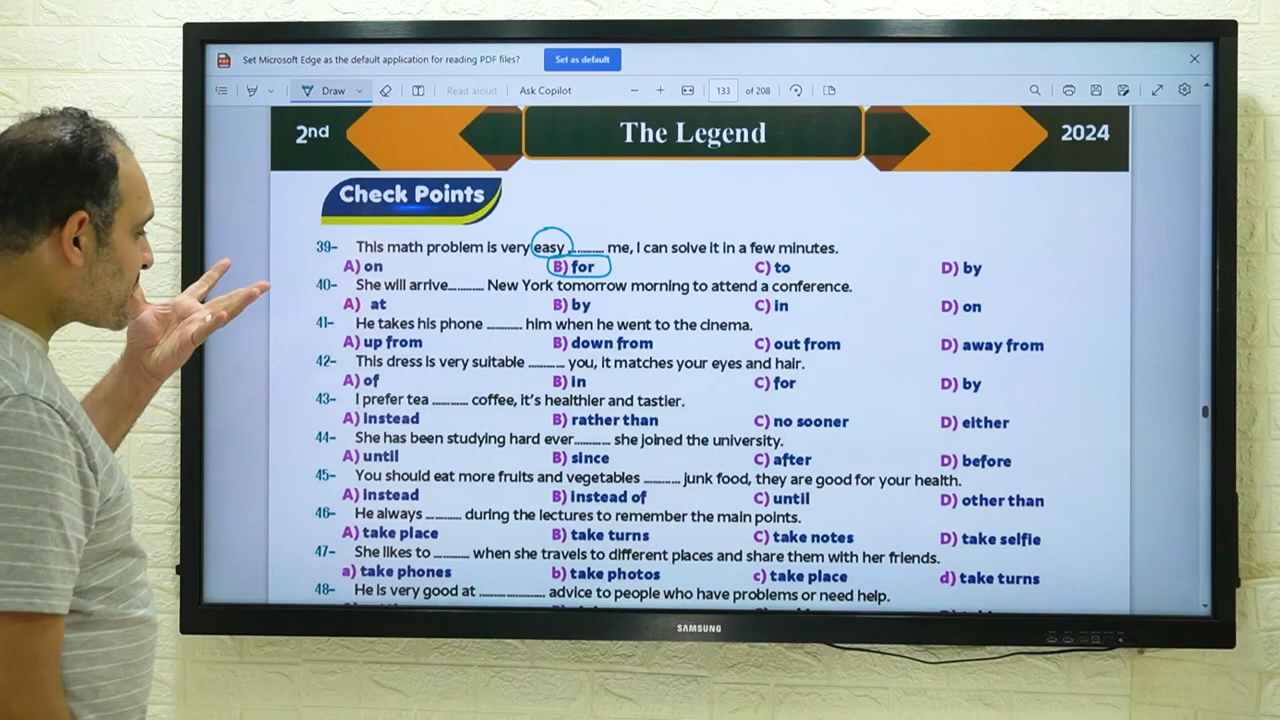 Set Microsoft Edge as the default application for reading PDF files? Set as default
Draw Read aloud Ask Copilot 133 of 208
2nd The Legend 2024
Check Points
39- This math problem is very easy .......... me, I can solve it in a few minutes.
A) on B) for C) to D) by
40- She will arrive.......... New York tomorrow morning to attend a conference.
A) at B) by C) in D) on
41- He takes his phone .......... him when he went to the cinema.
A) up from B) down from C) out from D) away from
42- This dress is very suitable .......... you, it matches your eyes and hair.
A) of B) in C) for D) by
43- I prefer tea .......... coffee, it's healthier and tastier.
A) instead B) rather than C) no sooner D) either
44- She has been studying hard ever.......... she joined the university.
A) until B) since C) after D) before
45- You should eat more fruits and vegetables .......... junk food, they are good for your health.
A) instead B) instead of C) until D) other than
46- He always .......... during the lectures to remember the main points.
A) take place B) take turns C) take notes D) take selfie
47- She likes to .......... when she travels to different places and share them with her friends.
a) take phones b) take photos c) take place d) take turns
48- He is very good at .................. advice to people who have problems or need help.
SAMSUNG